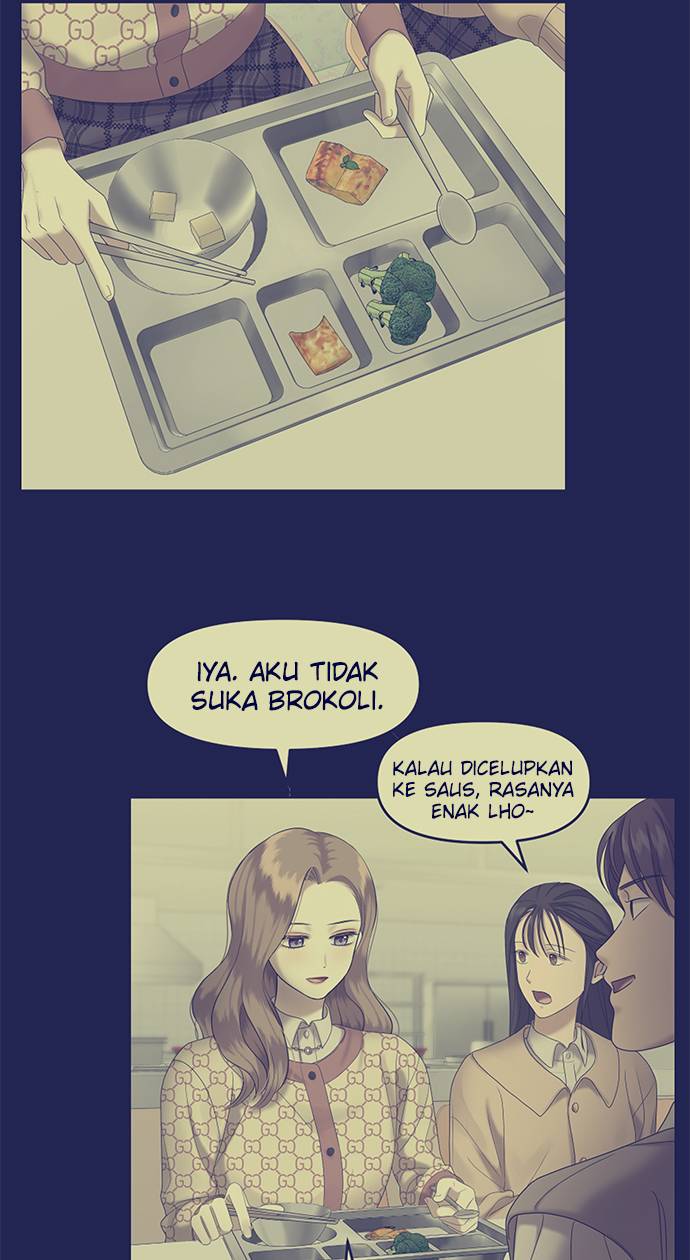 IYA. AKU TIDAK
SUKA BROKOLI.
KALAU DICELUPKAN
KE SAUS, RASANYA
ENAK LHO~